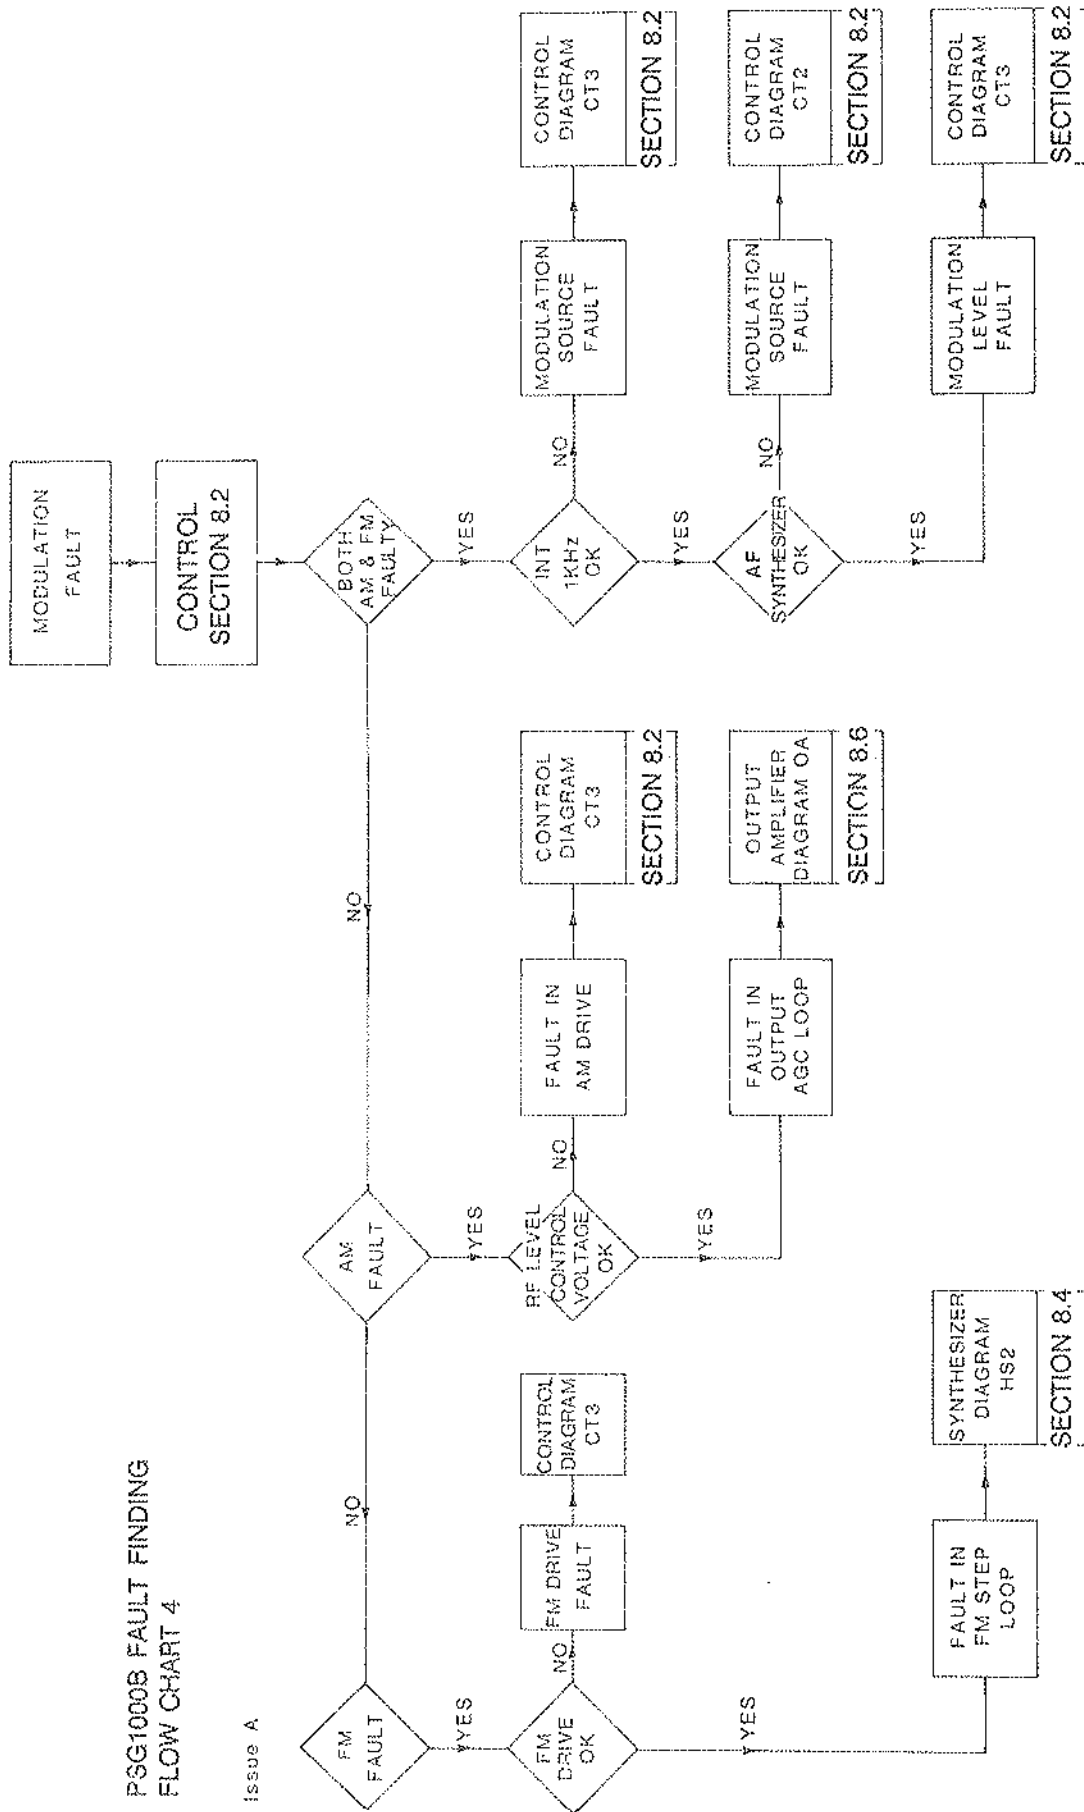 PSG1000B FAULT FINDING
FLOW CHART 4
Issue A
MODULATION
FAULT
CONTROL
SECTION 8.2
BOTH
AM & FM
FAULTY
NO
YES
AM
FAULT
NO
YES
FM
FAULT
YES
INT
1KHz
OK
NO
MODULATION
SOURCE
FAULT
CONTROL
DIAGRAM
CT3
SECTION 8.2
YES
AF
SYNTHESIZER
OK
NO
MODULATION
SOURCE
FAULT
CONTROL
DIAGRAM
CT2
SECTION 8.2
YES
MODULATION
LEVEL
FAULT
CONTROL
DIAGRAM
CT3
SECTION 8.2
RF LEVEL
CONTROL
VOLTAGE
OK
NO
FAULT IN
AM DRIVE
CONTROL
DIAGRAM
CT3
SECTION 8.2
YES
FAULT IN
OUTPUT
AGC LOOP
OUTPUT
AMPLIFIER
DIAGRAM OA
SECTION 8.6
FM
DRIVE
OK
NO
FM DRIVE
FAULT
CONTROL
DIAGRAM
CT3
YES
FAULT IN
FM STEP
LOOP
SYNTHESIZER
DIAGRAM
HS2
SECTION 8.4